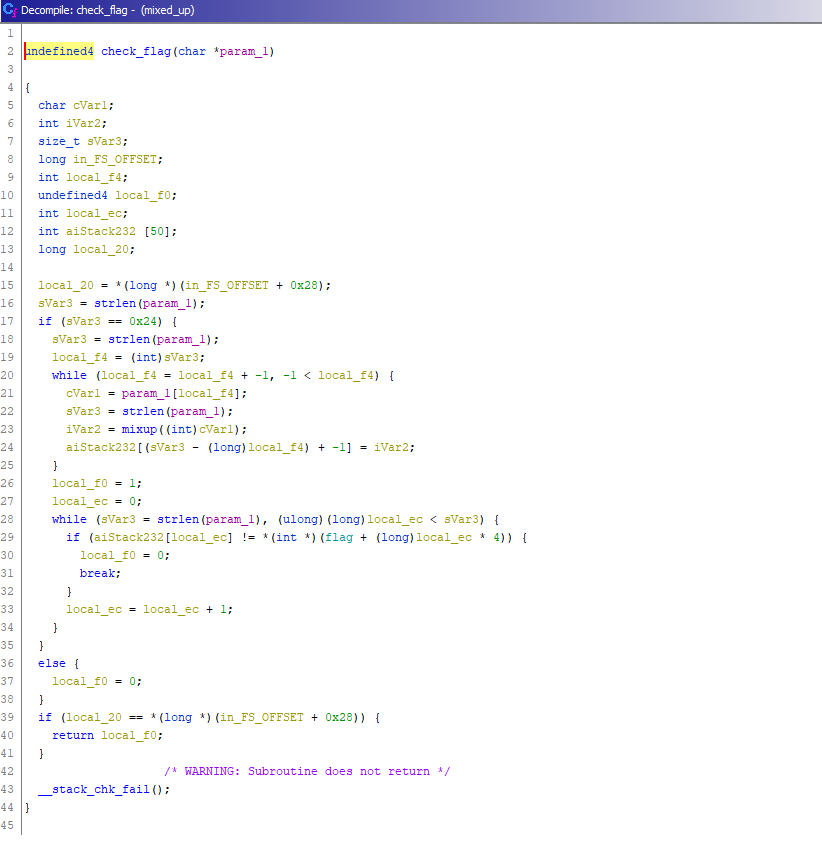 Decompile: check_flag - (mixed_up)
1
2 undefined4 check_flag(char *param_1)
3
4 {
5 char cVar1;
6 int iVar2;
7 size_t sVar3;
8 long in_FS_OFFSET;
9 int local_f4;
10 undefined4 local_f0;
11 int local_ec;
12 int aiStack232 [50];
13 long local_20;
14
15 local_20 = *(long *)(in_FS_OFFSET + 0x28);
16 sVar3 = strlen(param_1);
17 if (sVar3 == 0x24) {
18 sVar3 = strlen(param_1);
19 local_f4 = (int)sVar3;
20 while (local_f4 = local_f4 + -1, -1 < local_f4) {
21 cVar1 = param_1[local_f4];
22 sVar3 = strlen(param_1);
23 iVar2 = mixup((int)cVar1);
24 aiStack232[(sVar3 - (long)local_f4) + -1] = iVar2;
25 }
26 local_f0 = 1;
27 local_ec = 0;
28 while (sVar3 = strlen(param_1), (ulong)(long)local_ec < sVar3) {
29 if (aiStack232[local_ec] != *(int *)(flag + (long)local_ec * 4)) {
30 local_f0 = 0;
31 break;
32 }
33 local_ec = local_ec + 1;
34 }
35 }
36 else {
37 local_f0 = 0;
38 }
39 if (local_20 == *(long *)(in_FS_OFFSET + 0x28)) {
40 return local_f0;
41 }
42 /* WARNING: Subroutine does not return */
43 __stack_chk_fail();
44 }
45